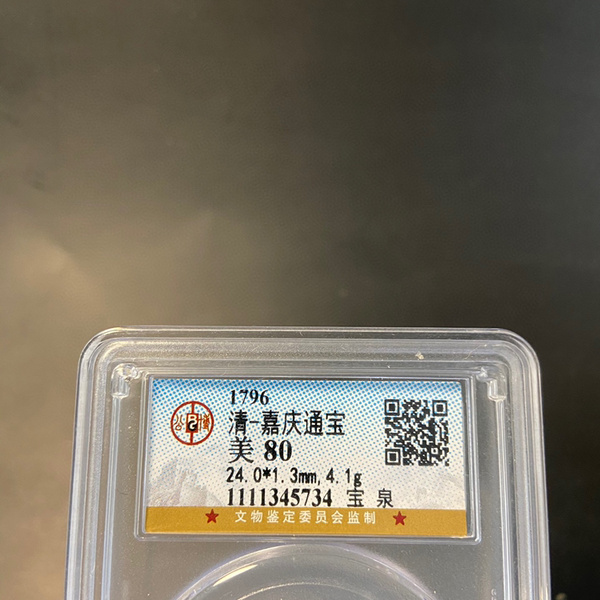 1796
清-嘉庆通宝
美 80
24.0*1.3mm,4.1g
1111345734 宝 泉
★ 文物鉴定委员会监制 ★